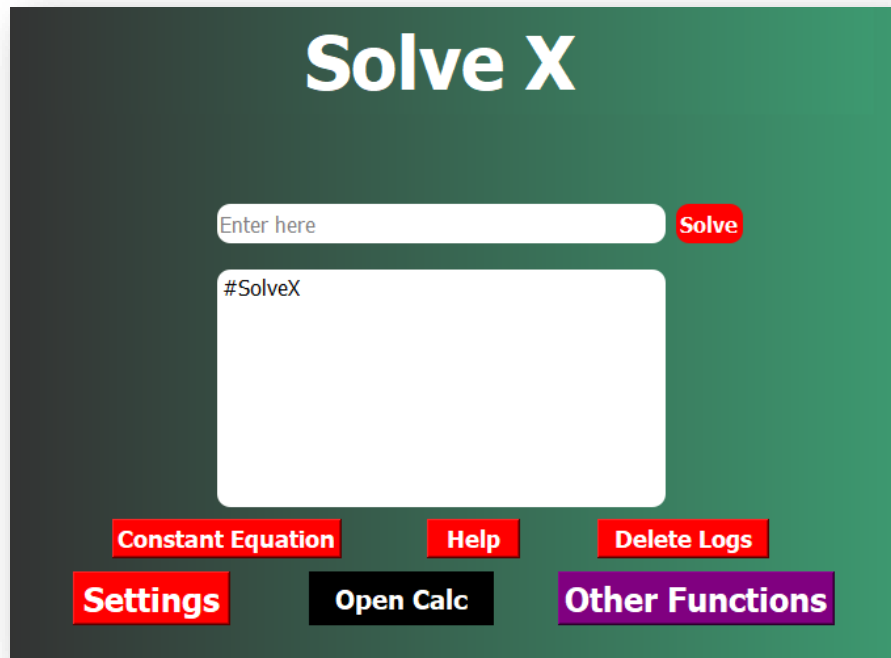 Solve X
Enter here
Solve
#SolveX
Constant Equation
Help
Delete Logs
Settings
Open Calc
Other Functions